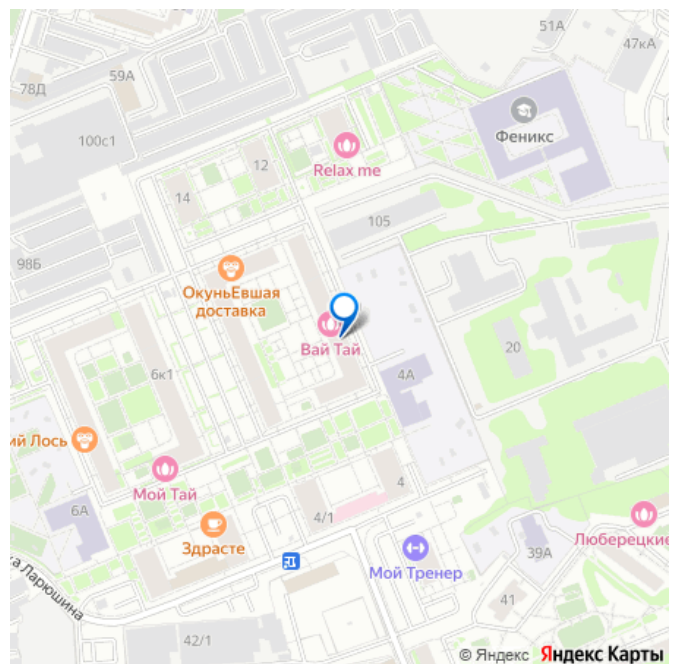 51А
47кА
59А
78Д
100с1
Феникс
12
Relax me
14
105
98Б
ОкуньЕвшая
доставка
Вай Тай
20
6к1
4А
ий Лось
Мой Тай
4
6А
4/1
Здрасте
Люберецкие
39А
Мой Тренер
ка Ларюшина
41
42/1
© Яндекс Яндекс Карты